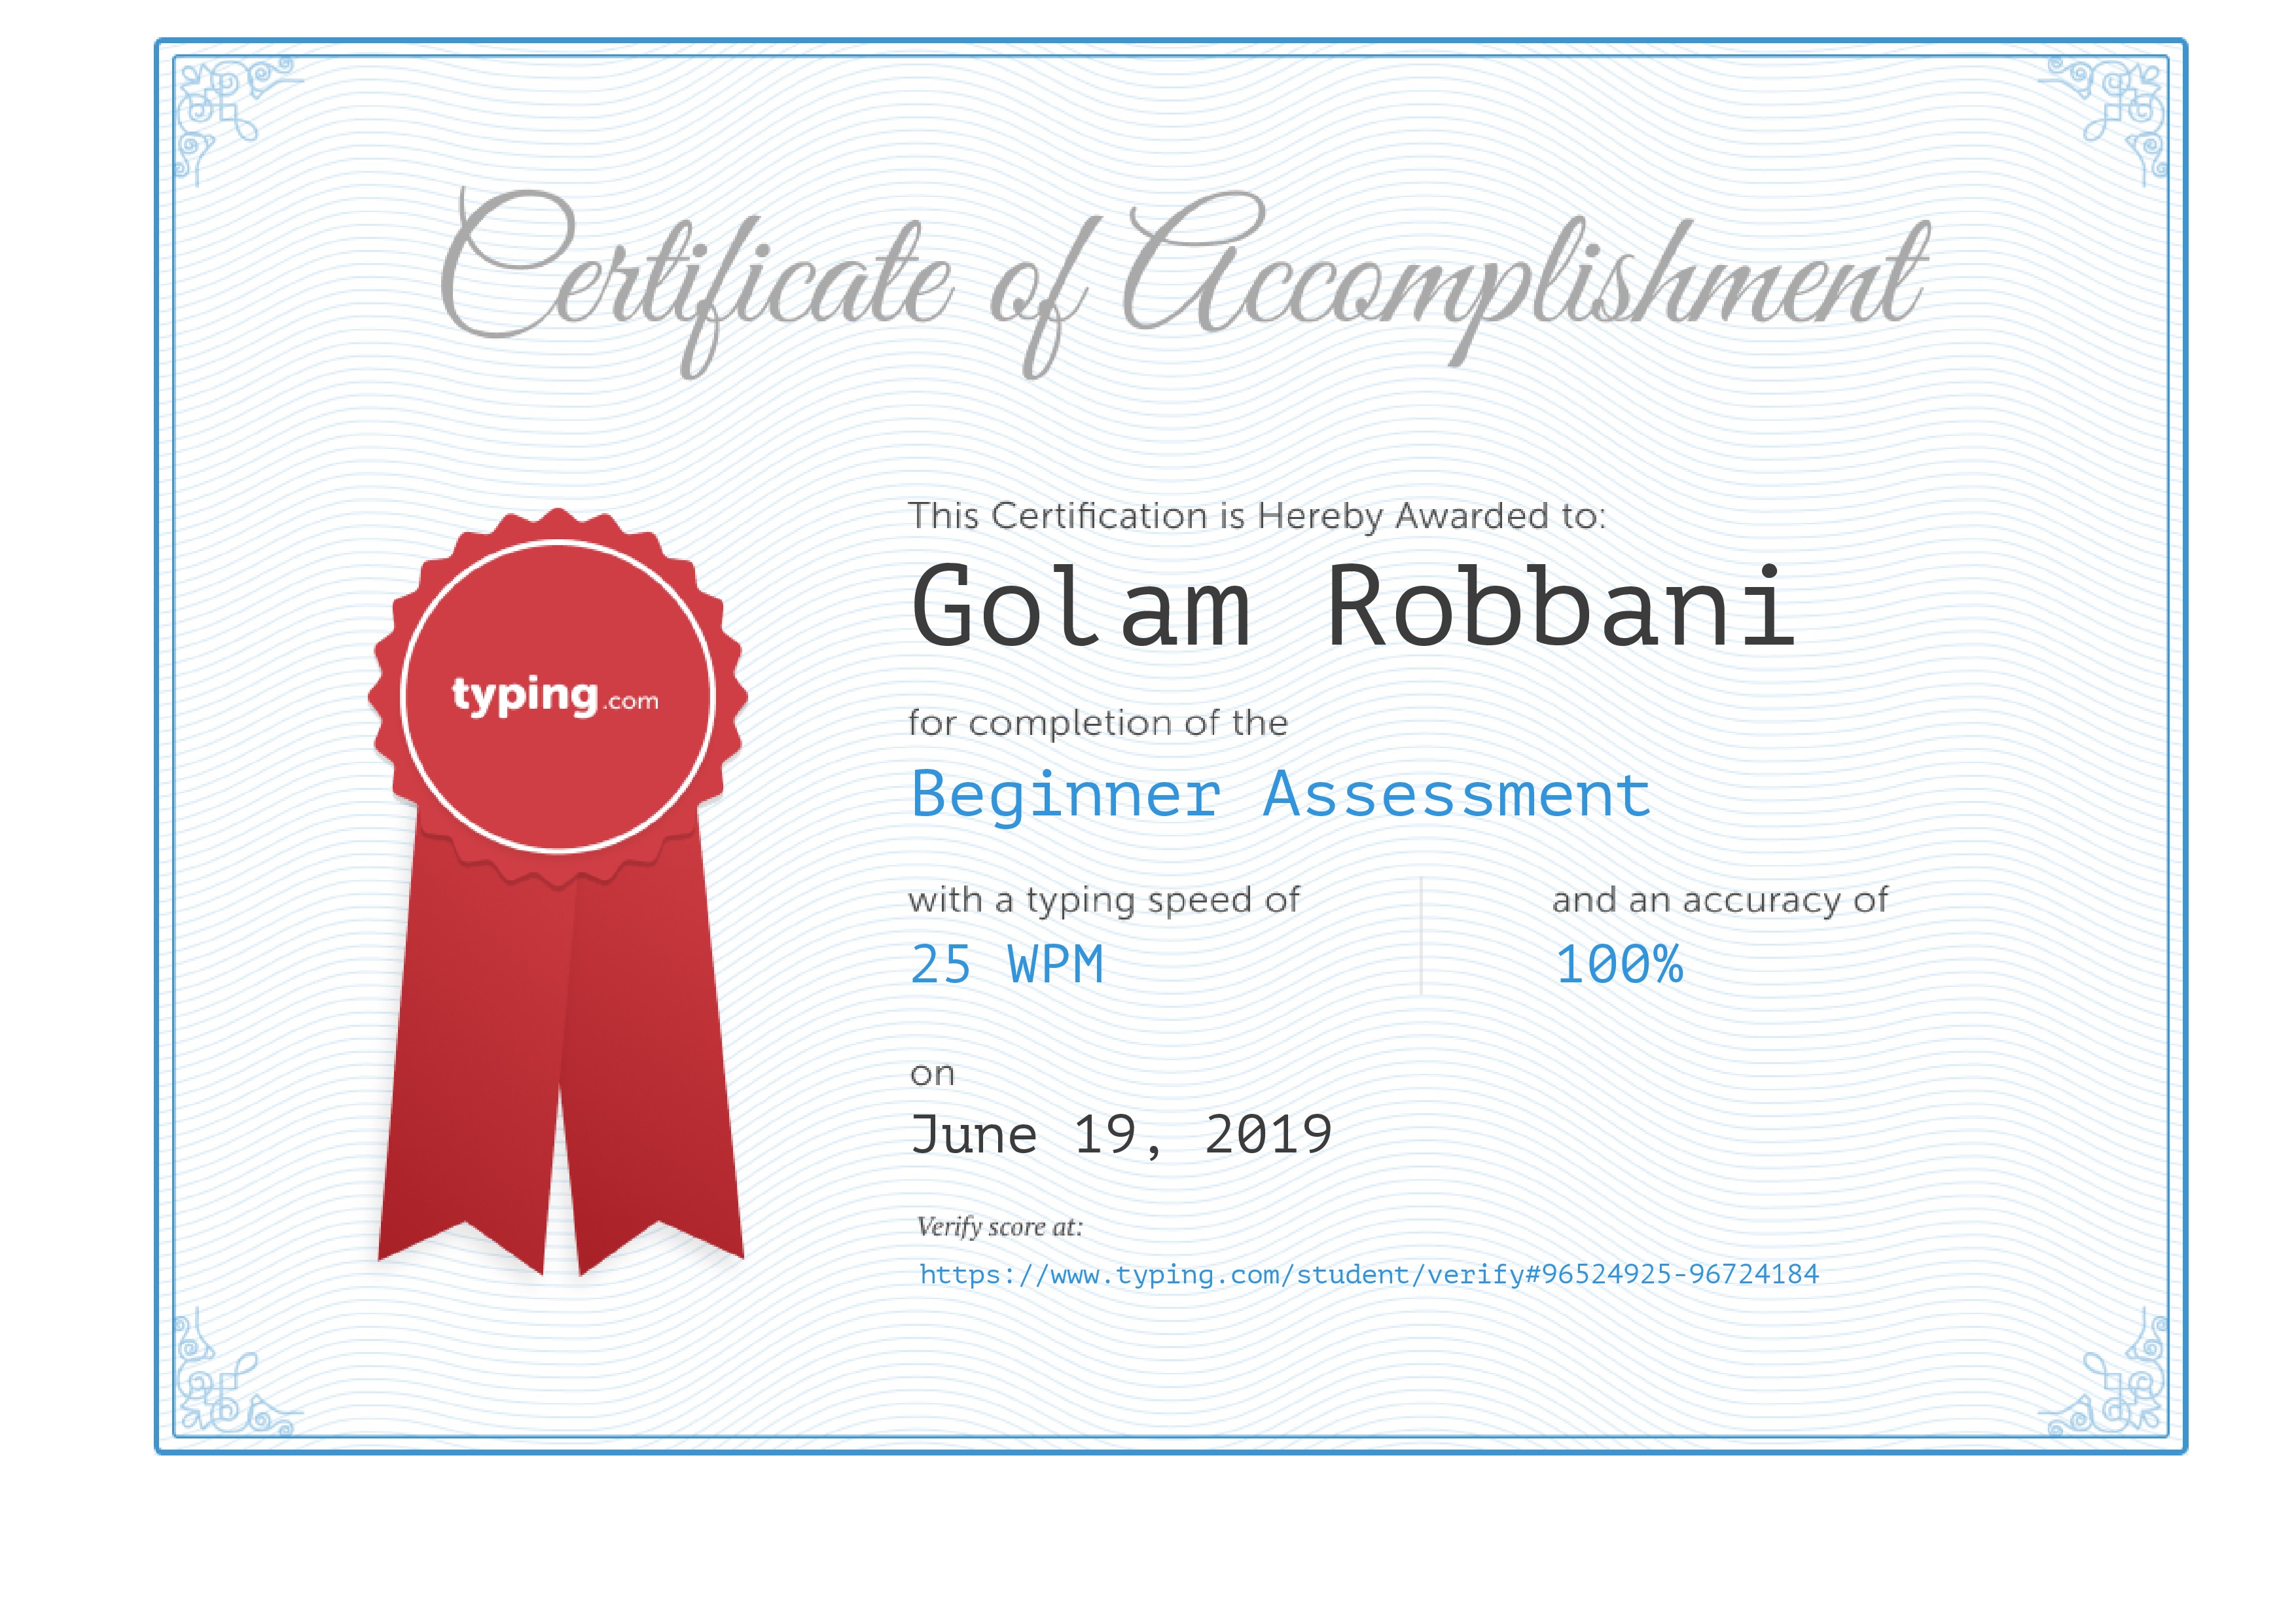 Certificate of Accomplishment
This Certification is Hereby Awarded to:
Golam Robbani
typing.com
for completion of the
Beginner Assessment
with a typing speed of
25 WPM
and an accuracy of
100%
on
June 19, 2019
Verify score at:
https://www.typing.com/student/verify#96524925-96724184